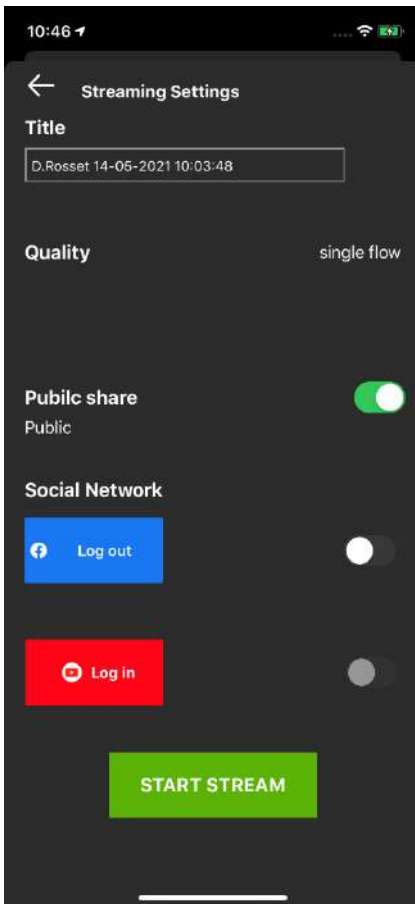 10:46
Streaming Settings
Title
D.Rosset 14-05-2021 10:03:48
Quality single flow
Pubilc share
Public
Social Network
Log out
Log in
START STREAM